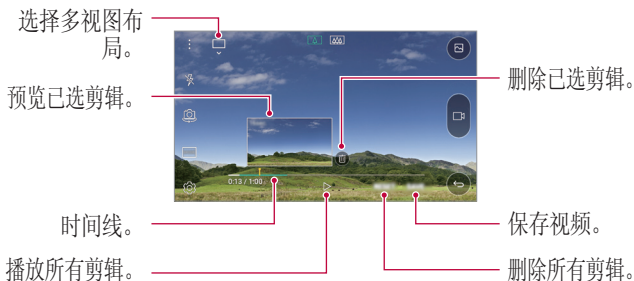 选择多视图布
局。
预览已选剪辑。
删除已选剪辑。
0:13 / 1:00
时间线。
保存视频。
播放所有剪辑。
删除所有剪辑。